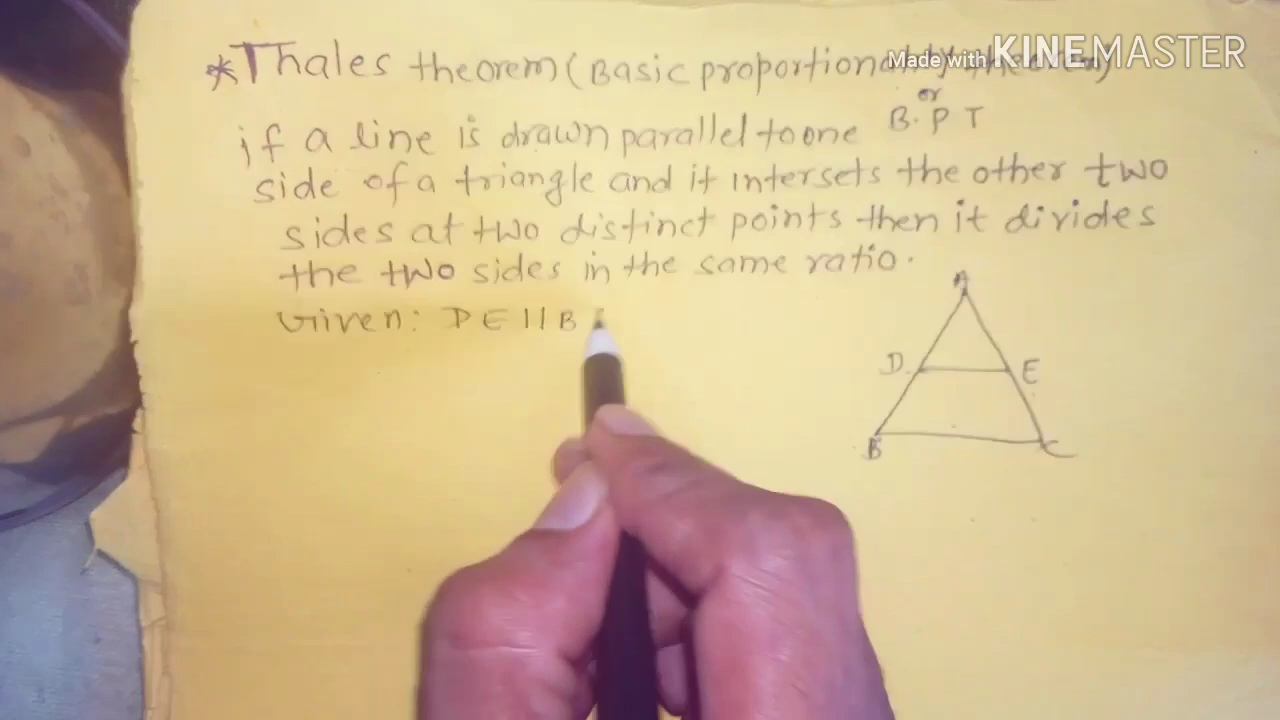 Made with KINEMASTER
*Thales theorem (Basic proportionality theorem)
or
B.P T
if a line is drawn parallel to one
side of a triangle and it intersets the other two
sides at two distinct points then it divides
the two sides in the same ratio.
Given: DE || B
A
D E
B C